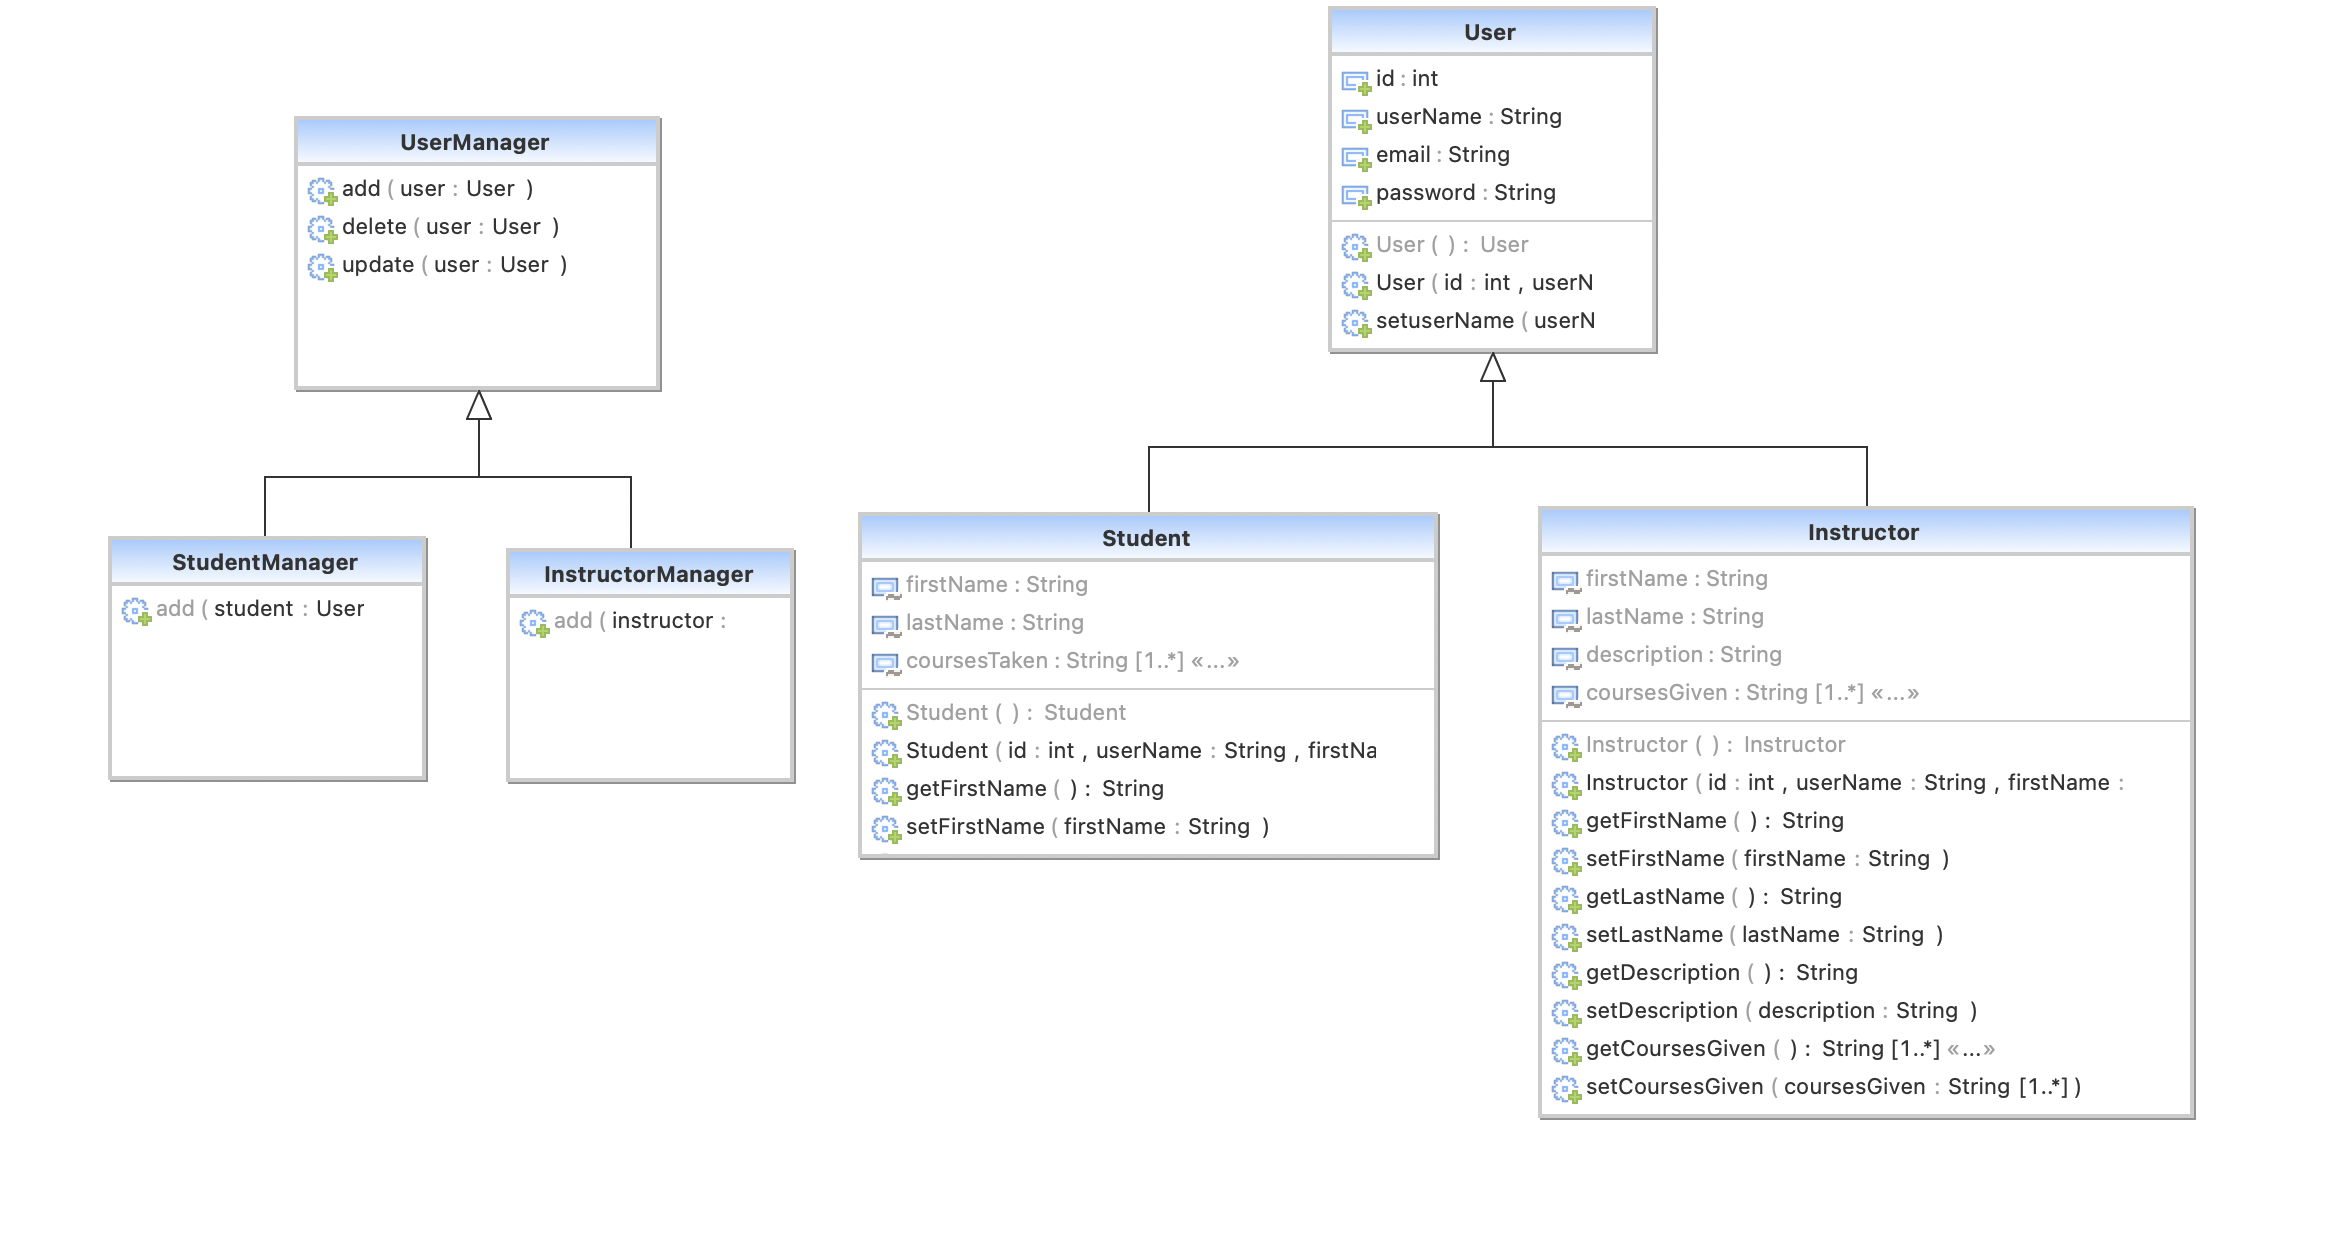 UserManager
add ( user : User )
delete ( user : User )
update ( user : User )
StudentManager
add ( student : User
InstructorManager
add ( instructor :
User
id : int
userName : String
email : String
password : String
User ( ) : User
User ( id : int , userN
setuserName ( userN
Student
firstName : String
lastName : String
coursesTaken : String [1..*] «...»
Student ( ) : Student
Student ( id : int , userName : String , firstNa
getFirstName ( ) : String
setFirstName ( firstName : String )
Instructor
firstName : String
lastName : String
description : String
coursesGiven : String [1..*] «...»
Instructor ( ) : Instructor
Instructor ( id : int , userName : String , firstName :
getFirstName ( ) : String
setFirstName ( firstName : String )
getLastName ( ) : String
setLastName ( lastName : String )
getDescription ( ) : String
setDescription ( description : String )
getCoursesGiven ( ) : String [1..*] «...»
setCoursesGiven ( coursesGiven : String [1..*] )